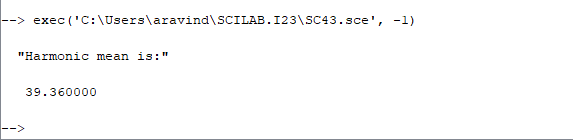 --> exec('C:\Users\aravind\SCILAB.I23\SC43.sce', -1)
"Harmonic mean is:"
39.360000
-->